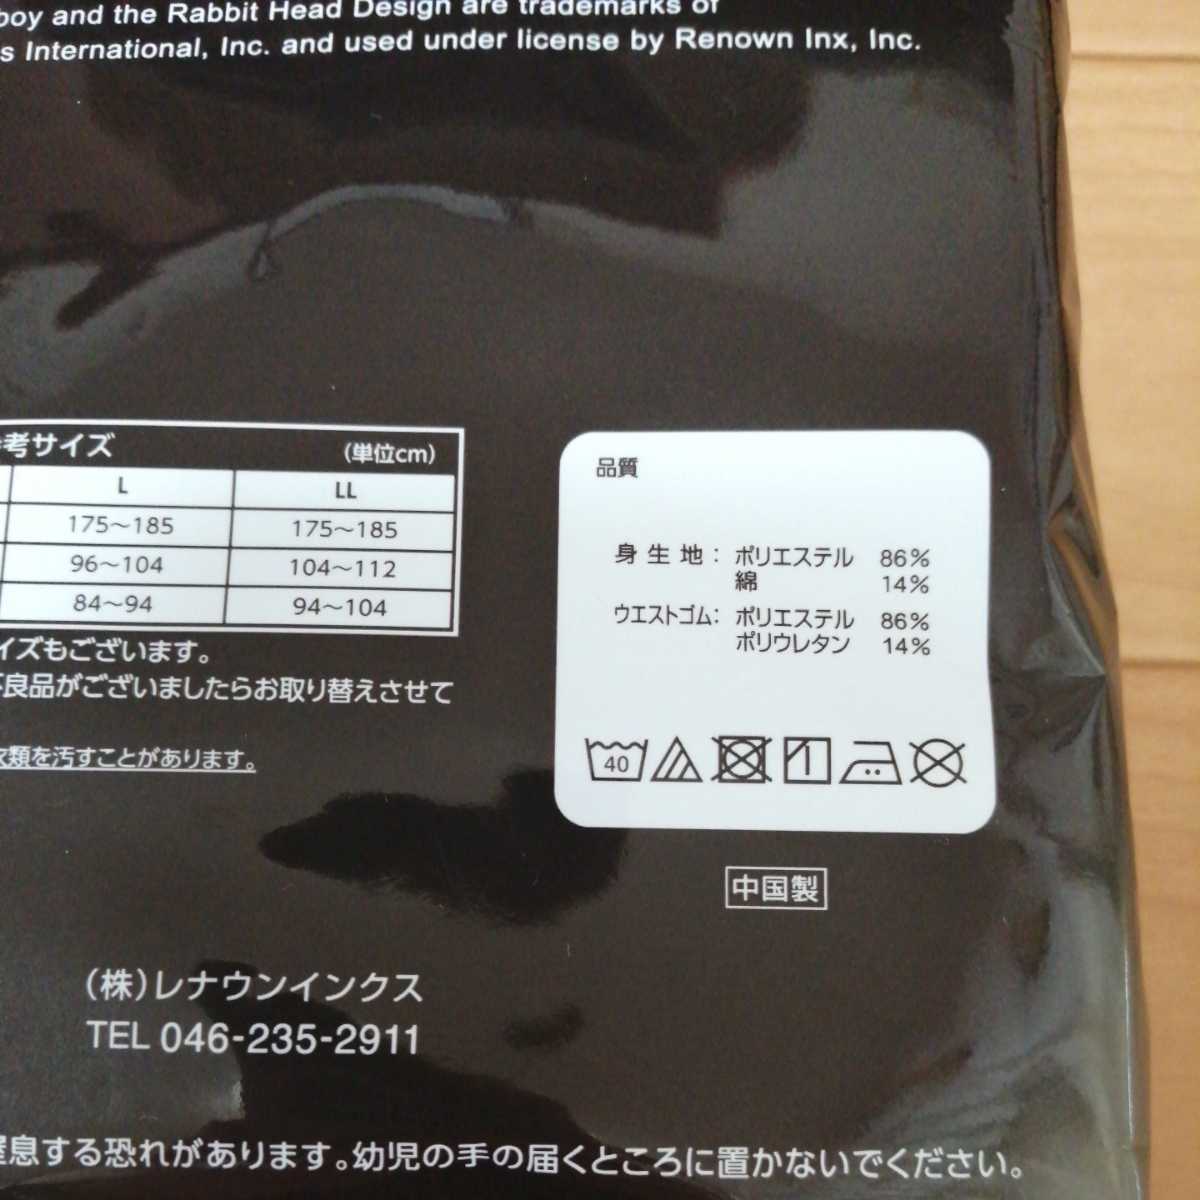 and the Rabbit Head Design are trademarks of
International, Inc. and used under license by Renown Inx, Inc.
考サイズ (単位cm)
L LL
175〜185 175〜185
96〜104 104〜112
84〜94 94〜104
イズもございます。
良品がございましたらお取り替えさせて
類を汚すことがあります。
品質
身生地: ポリエステル 86%
綿 14%
ウエストゴム: ポリエステル 86%
ポリウレタン 14%
40
中国製
(株)レナウンインクス
TEL 046-235-2911
息する恐れがあります。幼児の手の届くところに置かないでください。